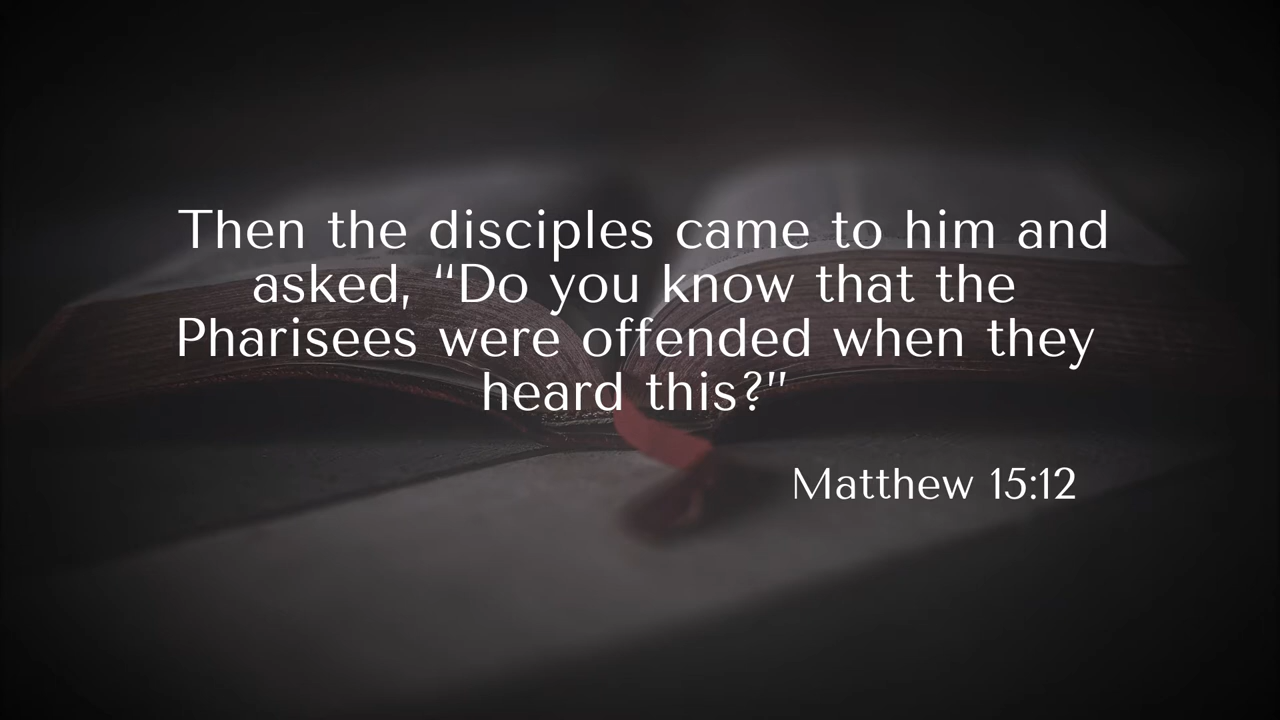 Then the disciples came to him and
asked, “Do you know that the
Pharisees were offended when they
heard this?”
Matthew 15:12